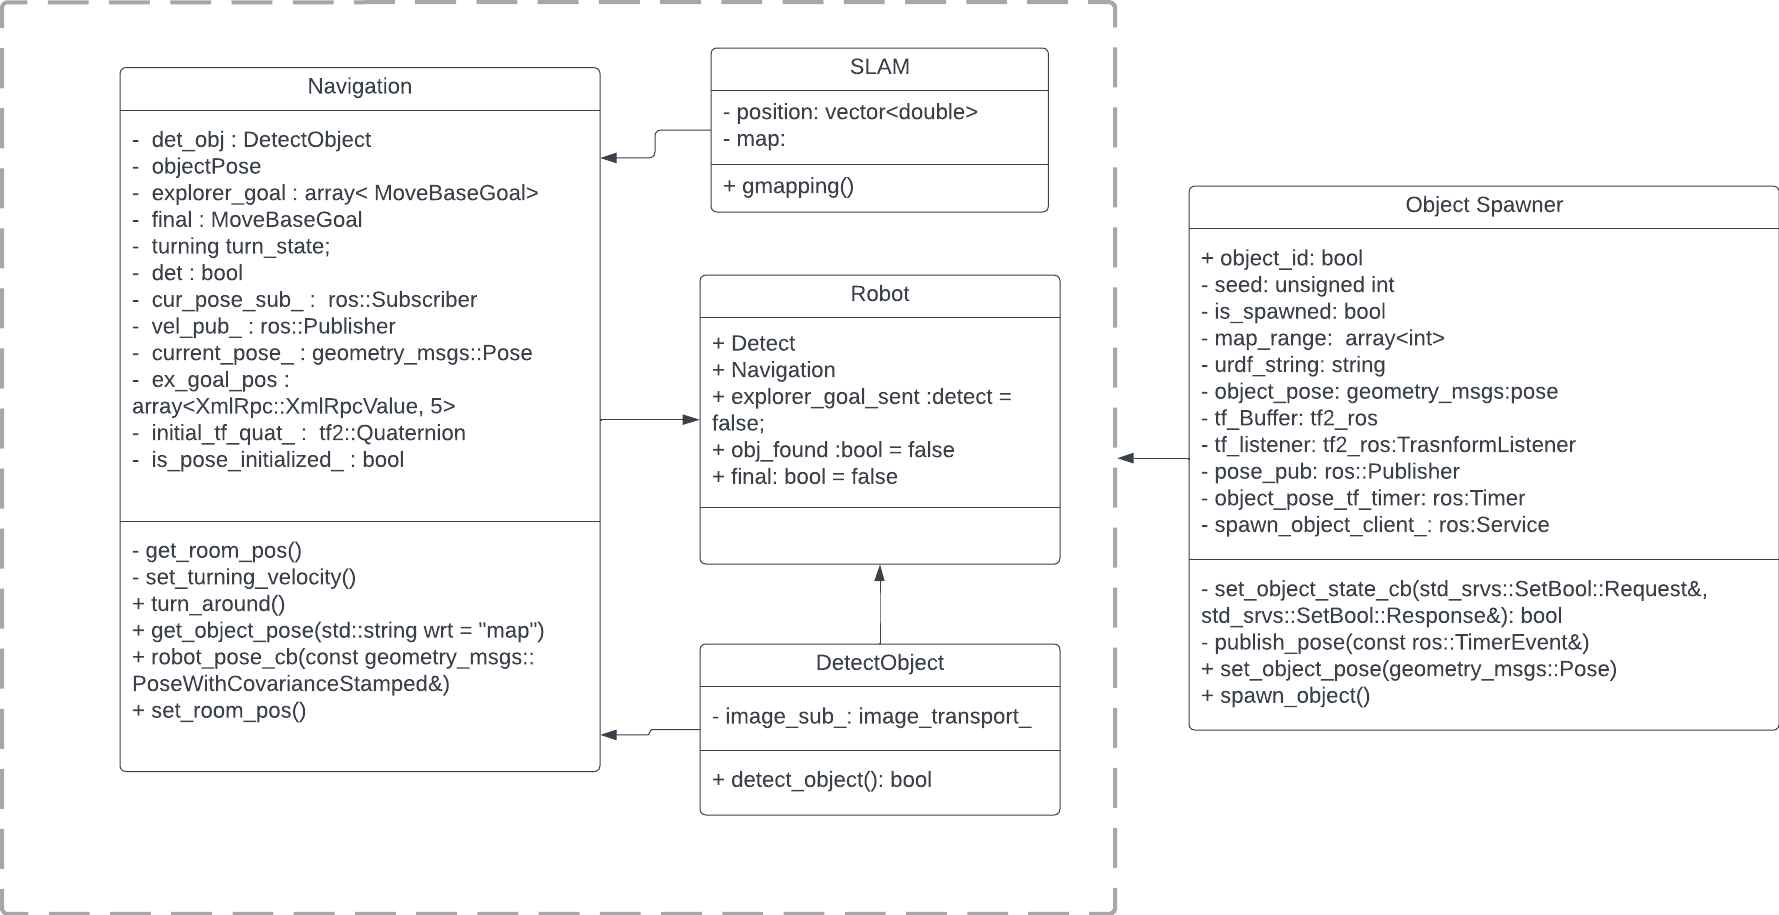 Navigation
-  det_obj : DetectObject
-  objectPose
-  explorer_goal : array< MoveBaseGoal>
-  final : MoveBaseGoal
-  turning turn_state;
-  det : bool
-  cur_pose_sub_ :  ros::Subscriber
-  vel_pub_ : ros::Publisher
-  current_pose_ : geometry_msgs::Pose
-  ex_goal_pos :
array<XmlRpc::XmlRpcValue, 5>
-  initial_tf_quat_ :  tf2::Quaternion
-  is_pose_initialized_ : bool
- get_room_pos()
- set_turning_velocity()
+ turn_around()
+ get_object_pose(std::string wrt = "map")
+ robot_pose_cb(const geometry_msgs::
PoseWithCovarianceStamped&)
+ set_room_pos()
SLAM
- position: vector<double>
- map:
+ gmapping()
Robot
+ Detect
+ Navigation
+ explorer_goal_sent :detect =
false;
+ obj_found :bool = false
+ final: bool = false
DetectObject
- image_sub_: image_transport_
+ detect_object(): bool
Object Spawner
+ object_id: bool
- seed: unsigned int
- is_spawned: bool
- map_range:  array<int>
- urdf_string: string
- object_pose: geometry_msgs:pose
- tf_Buffer: tf2_ros
- tf_listener: tf2_ros:TrasnformListener
- pose_pub: ros::Publisher
- object_pose_tf_timer: ros:Timer
- spawn_object_client_: ros:Service
- set_object_state_cb(std_srvs::SetBool::Request&,
std_srvs::SetBool::Response&): bool
- publish_pose(const ros::TimerEvent&)
+ set_object_pose(geometry_msgs::Pose)
+ spawn_object()